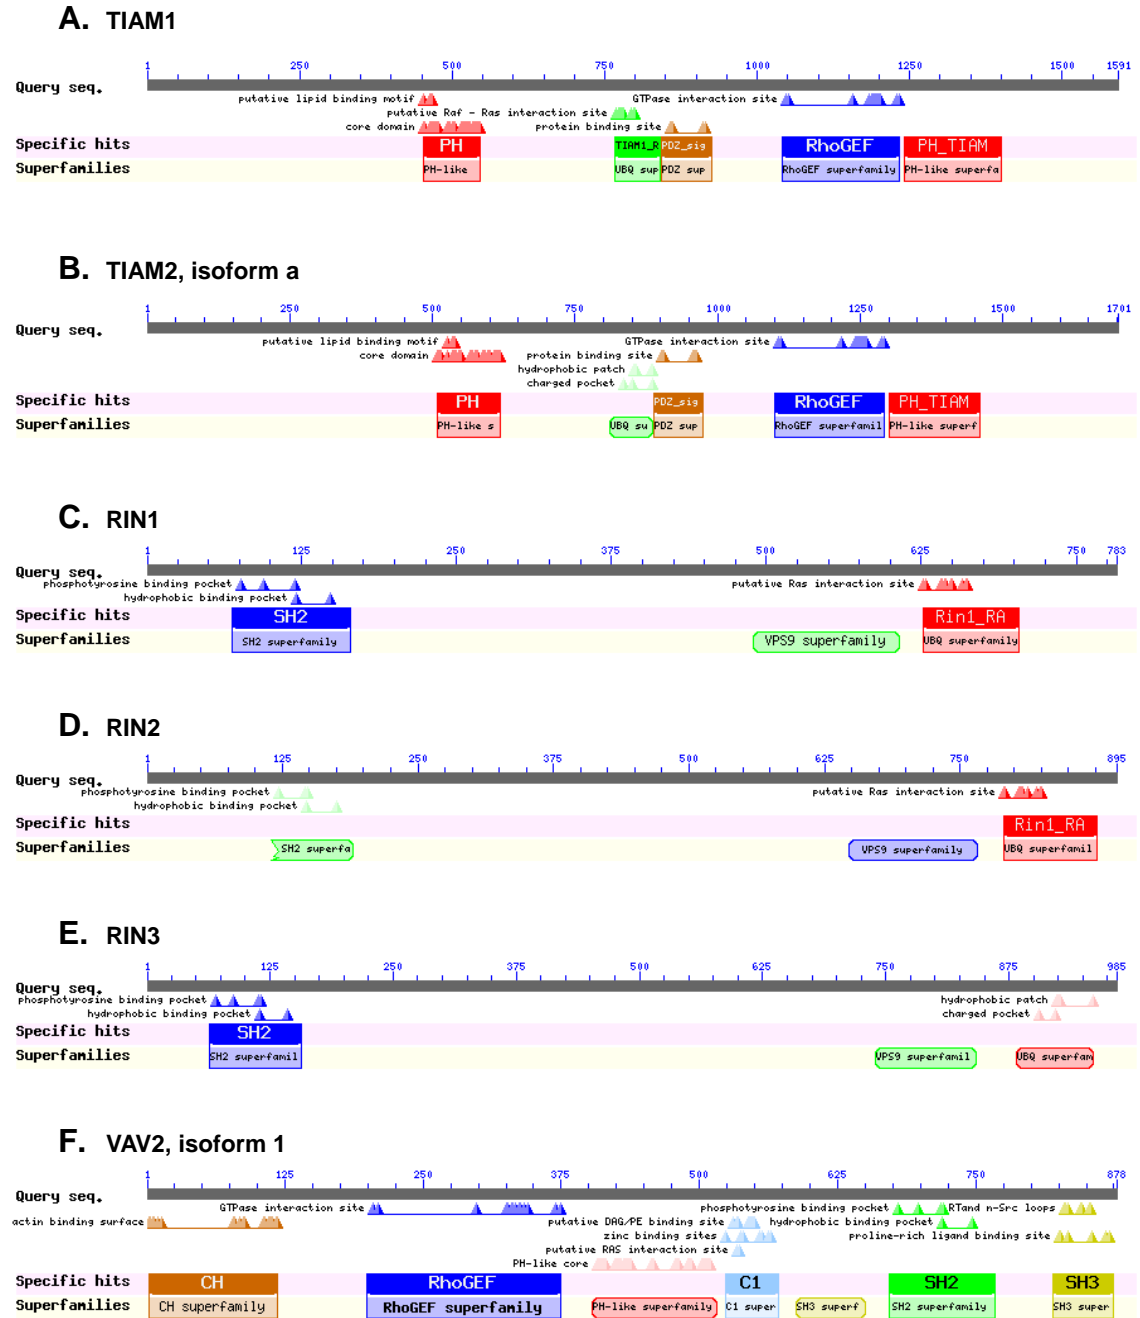 A. TIAM1
1 250 500 750 1000 1250 1500 1591
Query seq.
putative lipid binding motif
GTPase interaction site
putative Raf - Ras interaction site
core domain
protein binding site
Specific hits
PH TIAM1_R PDZ_sig RhoGEF PH_TIAM
Superfamilies
PH-like UBQ sup PDZ sup RhoGEF superfamily PH-like superfa
B. TIAM2, isoform a
1 250 500 750 1000 1250 1500 1701
Query seq.
putative lipid binding motif
GTPase interaction site
core domain
protein binding site
hydrophobic patch
charged pocket
Specific hits
PH PDZ_sig RhoGEF PH_TIAM
Superfamilies
PH-like s UBQ su PDZ sup RhoGEF superfamil PH-like superf
C. RIN1
1 125 250 375 500 625 750 783
Query seq.
phosphotyrosine binding pocket
putative Ras interaction site
hydrophobic binding pocket
Specific hits
SH2 Rin1_RA
Superfamilies
SH2 superfamily VPS9 superfamily UBQ superfamily
D. RIN2
1 125 250 375 500 625 750 895
Query seq.
phosphotyrosine binding pocket
putative Ras interaction site
hydrophobic binding pocket
Specific hits
Rin1_RA
Superfamilies
SH2 superfa VPS9 superfamily UBQ superfamil
E. RIN3
1 125 250 375 500 625 750 875 985
Query seq.
phosphotyrosine binding pocket
hydrophobic patch
hydrophobic binding pocket
charged pocket
Specific hits
SH2
Superfamilies
SH2 superfamil VPS9 superfamil UBQ superfam
F. VAV2, isoform 1
1 125 250 375 500 625 750 878
Query seq.
GTPase interaction site
phosphotyrosine binding pocket
RTand n-Src loops
actin binding surface
putative DAG/PE binding site
hydrophobic binding pocket
zinc binding sites
proline-rich ligand binding site
putative RAS interaction site
PH-like core
Specific hits
CH RhoGEF C1 SH2 SH3
Superfamilies
CH superfamily RhoGEF superfamily PH-like superfamily C1 super SH3 superf SH2 superfamily SH3 super